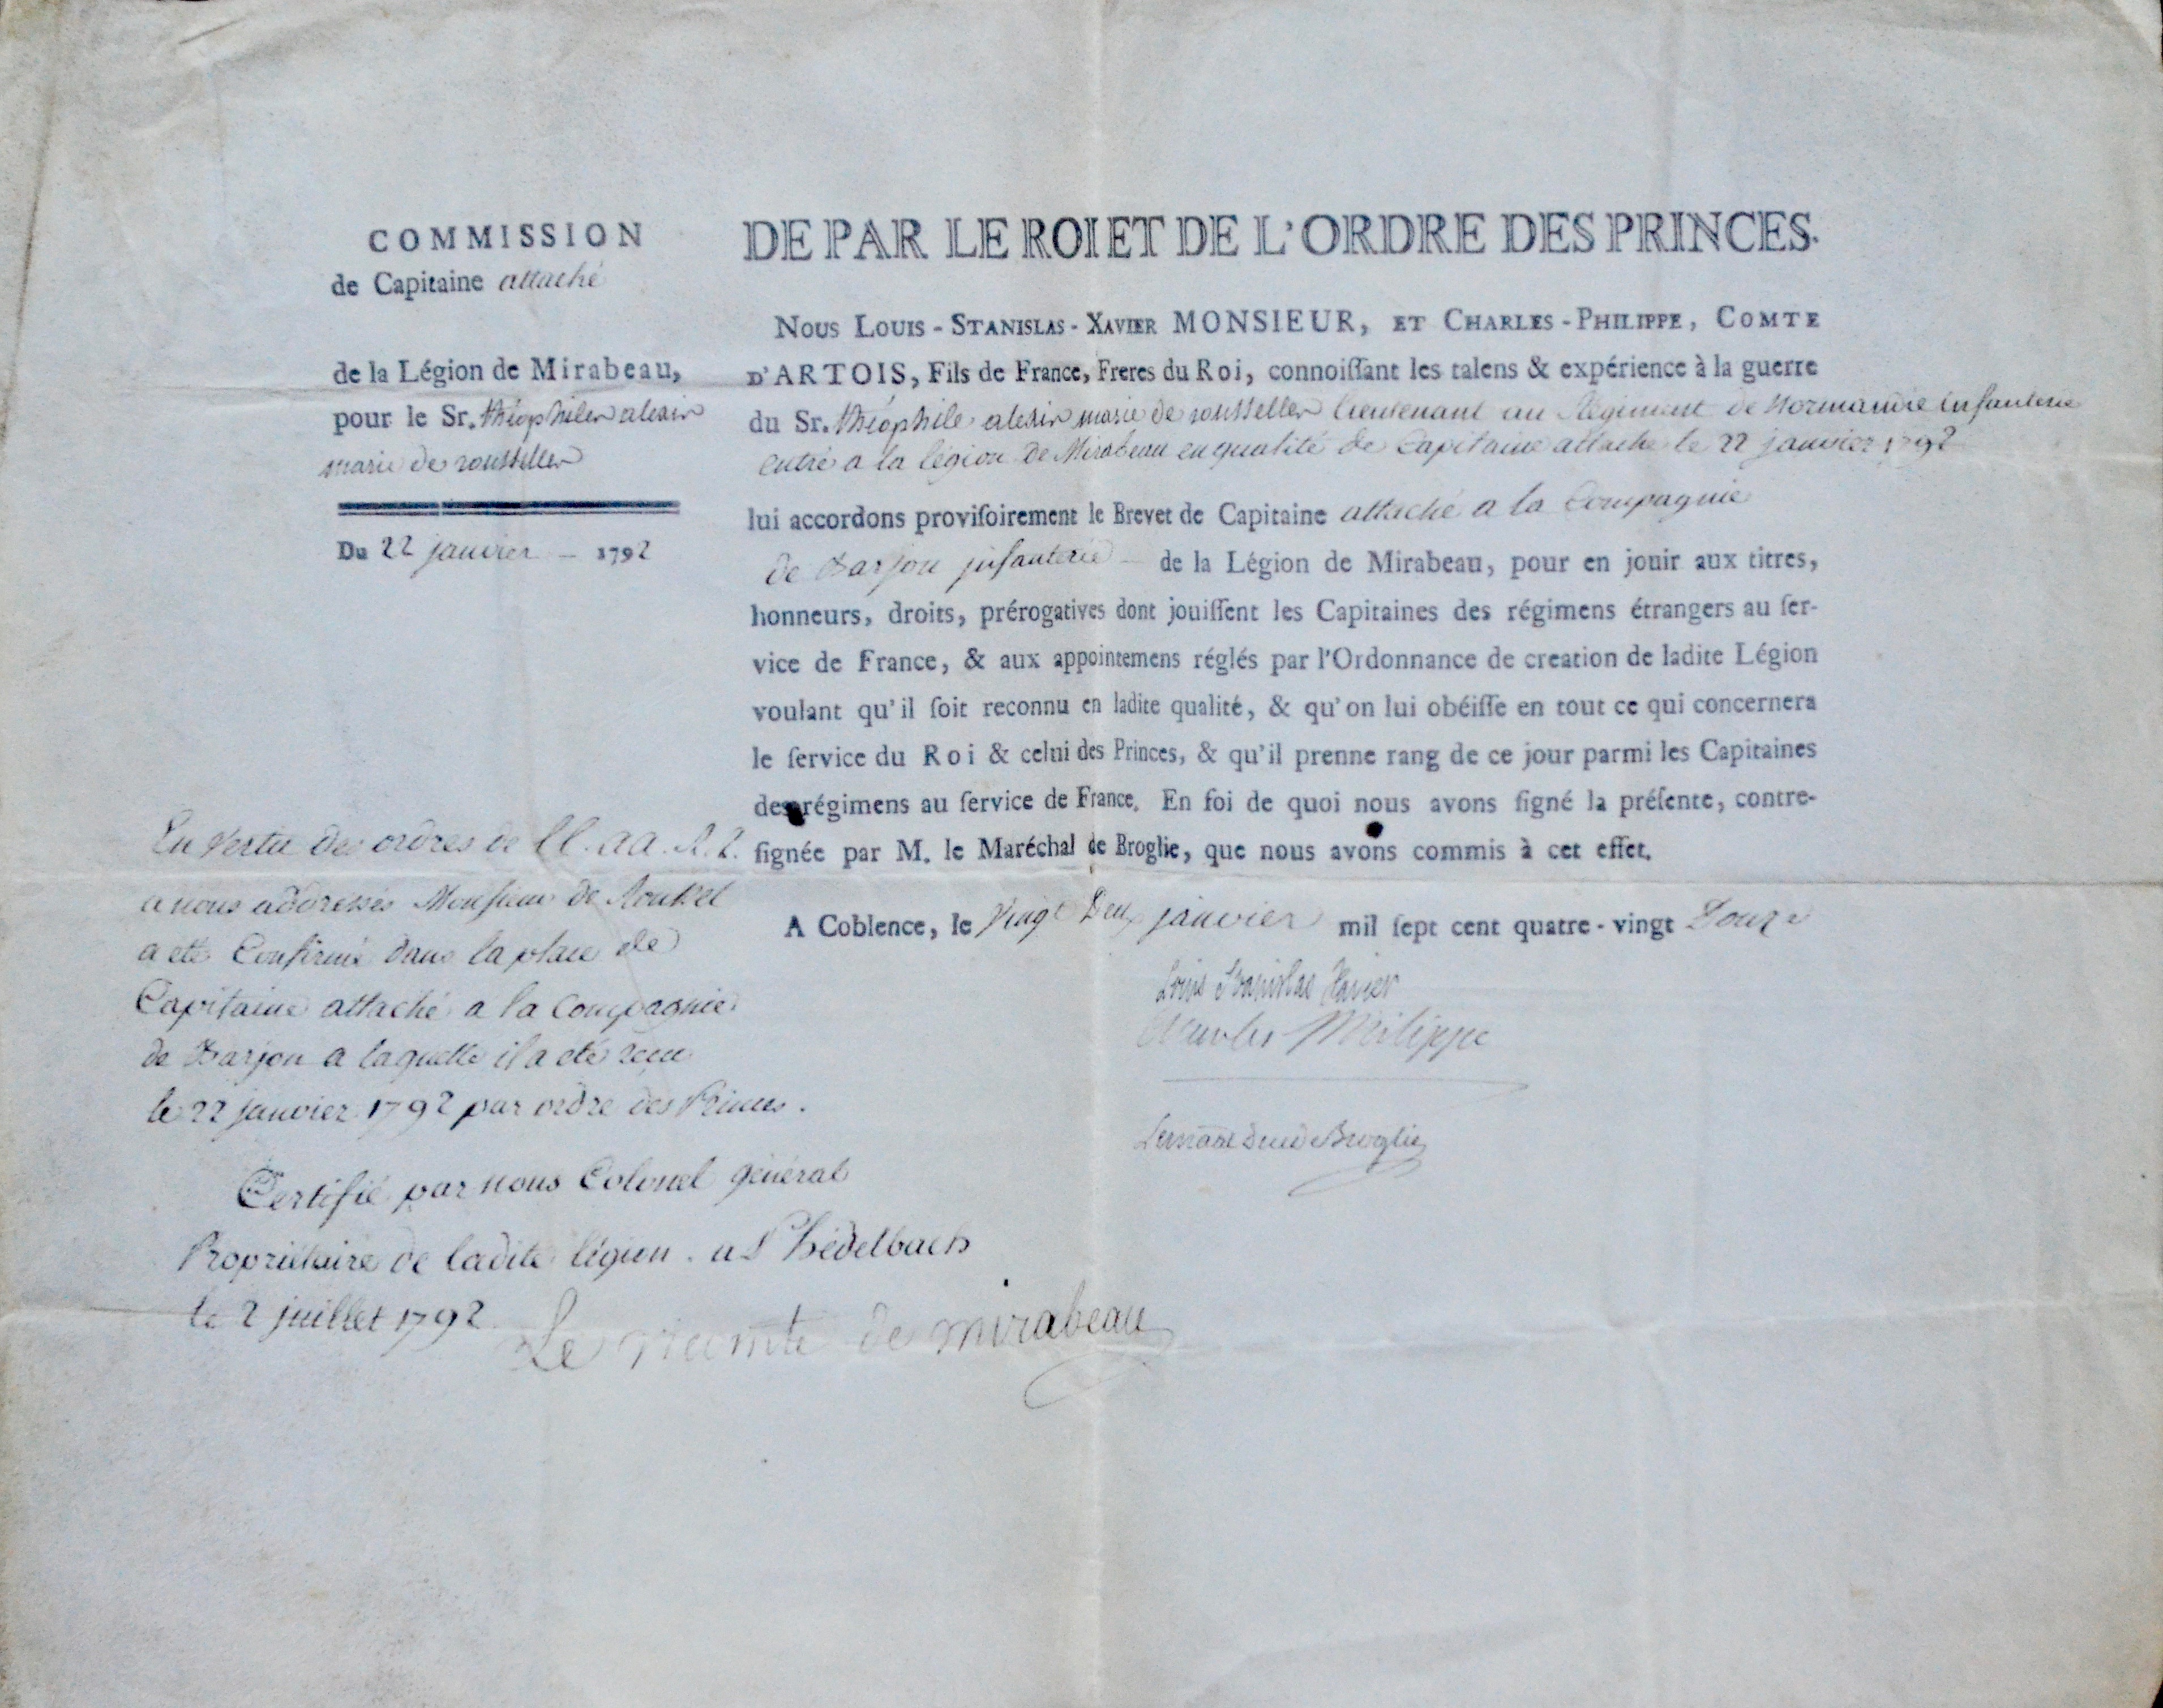 COMMISSION
de Capitaine attaché
de la Légion de Mirabeau,
pour le Sr. théophile alexis
marie de
Du 22 janvier – 1792
DE PAR LE ROI ET DE L'ORDRE DES PRINCES.
Nous Louis-Stanislas-Xavier MONSIEUR, et Charles-Philippe, Comte
d'ARTOIS, Fils de France, Freres du Roi, connoiſſant les talens & expérience à la guerre
du Sr. théophile alexis marie de lieutenant au Régiment de Normandie infanterie
entré a la légion de Mirabeau en qualité de Capitaine attaché le 22 janvier 1792
lui accordons proviſoirement le Brevet de Capitaine attaché a la Compagnie
de Barjon infanterie – de la Légion de Mirabeau, pour en jouir aux titres,
honneurs, droits, prérogatives dont jouiſſent les Capitaines des régimens étrangers au ſer-
vice de France, & aux appointemens réglés par l'Ordonnance de creation de ladite Légion
voulant qu'il ſoit reconnu en ladite qualité, & qu'on lui obéiſſe en tout ce qui concernera
le ſervice du Roi & celui des Princes, & qu'il prenne rang de ce jour parmi les Capitaines
des régimens au ſervice de France. En foi de quoi nous avons ſigné la préſente, contre-
ſignée par M. le Maréchal de Broglie, que nous avons commis à cet effet.
A Coblence, le Vingt Deux janvier mil ſept cent quatre-vingt Douze
Louis Stanislas Xavier
Charles Philippe
Le mal Duc de Broglie
En Vertu des ordres de LL. AA. R. R.
a nous addressés Monsieur de
a eté Confirmé dans la place de
Capitaine attaché a la Compagnie
de Barjon a laquelle il a eté reçu
le 22 janvier 1792 par ordre des Princes.
Certifié par nous Colonel général
Propriétaire de ladite légion.
le 2 juillet 1792
Le vicomte de mirabeau